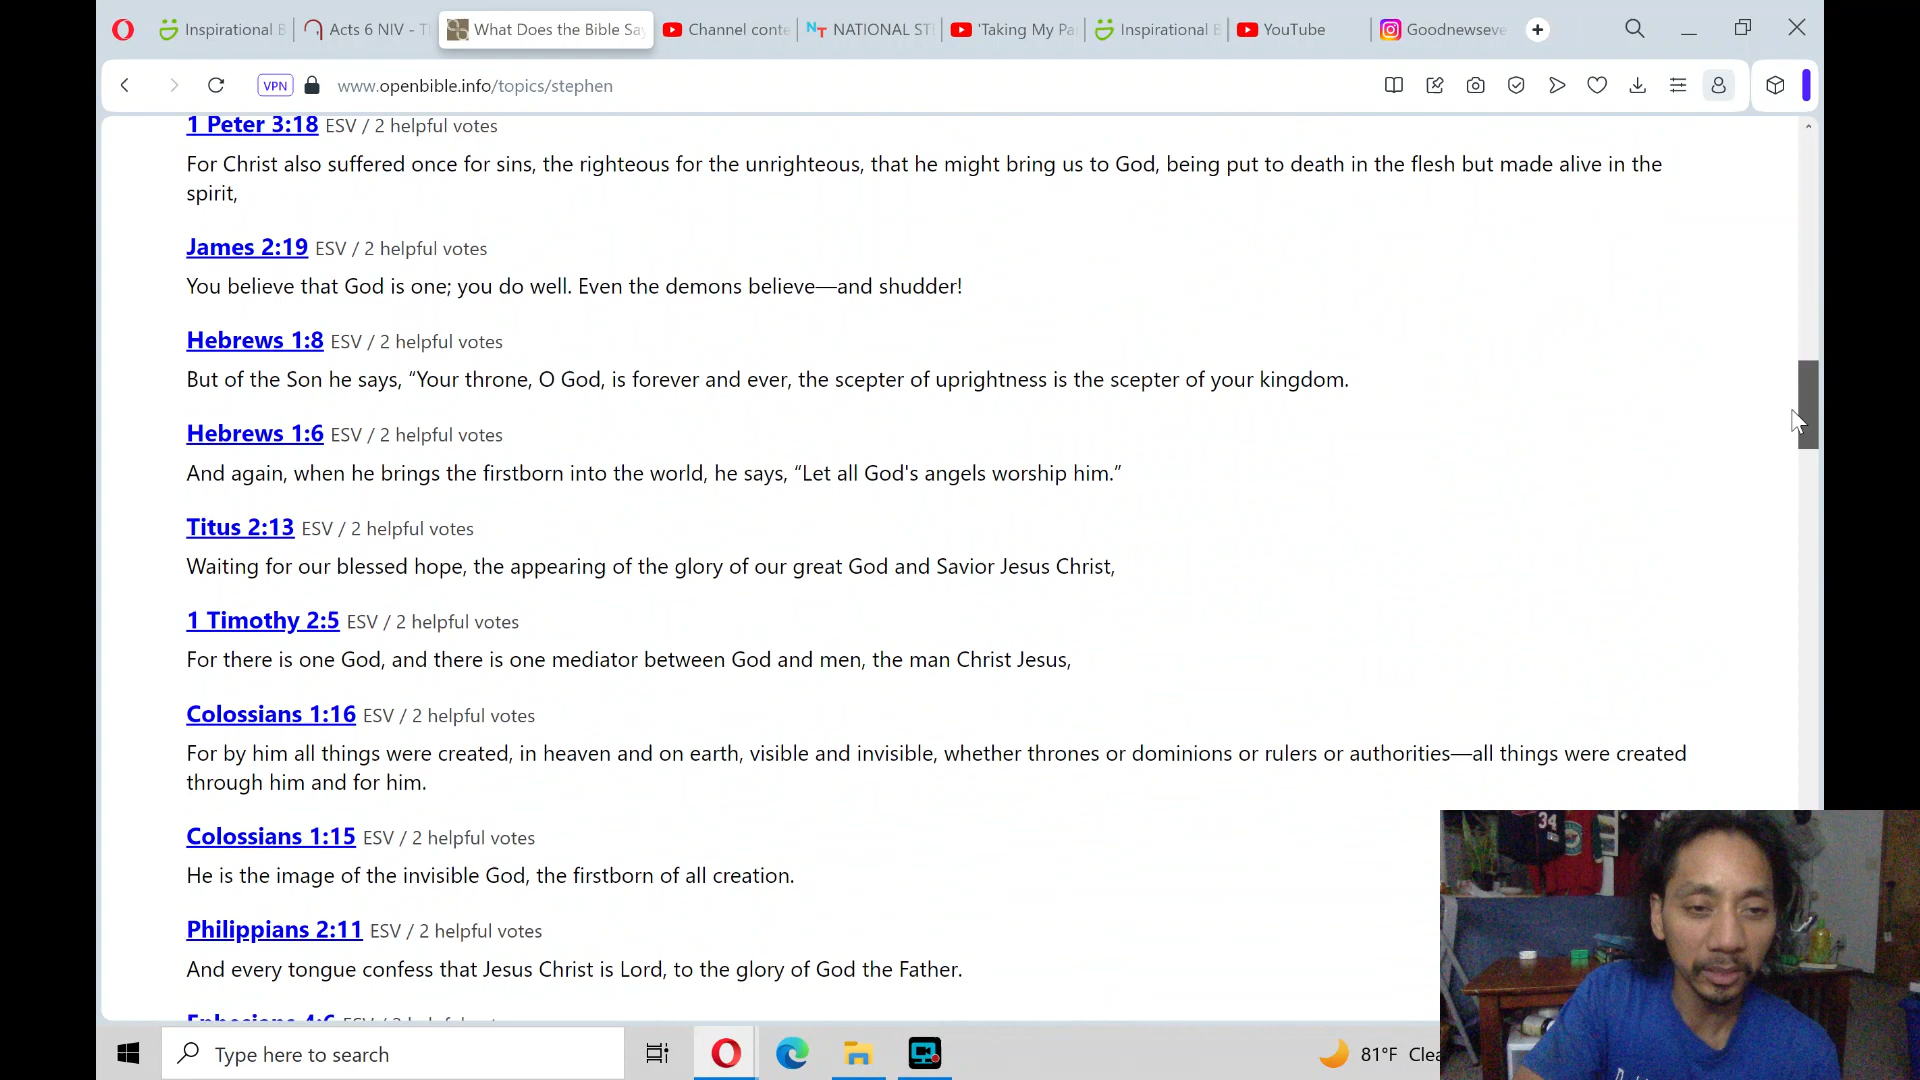 Inspirational B
Acts 6 NIV - T
What Does the Bible Say
Channel conte
NT NATIONAL ST
'Taking My Pa
Inspirational B
YouTube
Goodnewseve
VPN
www.openbible.info/topics/stephen
1 Peter 3:18 ESV / 2 helpful votes
For Christ also suffered once for sins, the righteous for the unrighteous, that he might bring us to God, being put to death in the flesh but made alive in the
spirit,
James 2:19 ESV / 2 helpful votes
You believe that God is one; you do well. Even the demons believe—and shudder!
Hebrews 1:8 ESV / 2 helpful votes
But of the Son he says, “Your throne, O God, is forever and ever, the scepter of uprightness is the scepter of your kingdom.
Hebrews 1:6 ESV / 2 helpful votes
And again, when he brings the firstborn into the world, he says, “Let all God's angels worship him.”
Titus 2:13 ESV / 2 helpful votes
Waiting for our blessed hope, the appearing of the glory of our great God and Savior Jesus Christ,
1 Timothy 2:5 ESV / 2 helpful votes
For there is one God, and there is one mediator between God and men, the man Christ Jesus,
Colossians 1:16 ESV / 2 helpful votes
For by him all things were created, in heaven and on earth, visible and invisible, whether thrones or dominions or rulers or authorities—all things were created
through him and for him.
Colossians 1:15 ESV / 2 helpful votes
He is the image of the invisible God, the firstborn of all creation.
Philippians 2:11 ESV / 2 helpful votes
And every tongue confess that Jesus Christ is Lord, to the glory of God the Father.
Ephesians 4:6 ESV / 2 helpful
34
Type here to search
81°F Clea